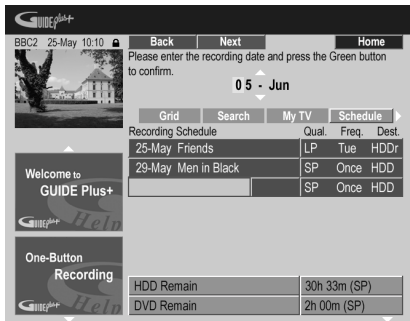 GUIDE Plus+
BBC2 25-May 10:10 Back Next Home
Please enter the recording date and press the Green button
to confirm.
05 - Jun
Grid Search My TV Schedule
Recording Schedule Qual. Freq. Dest.
25-May Friends LP Tue HDDr
29-May Men in Black SP Once HDD
SP Once HDD
Welcome to
GUIDE Plus+
GUIDE Plus+ Help
One-Button
Recording
GUIDE Plus+ Help
HDD Remain 30h 33m (SP)
DVD Remain 2h 00m (SP)